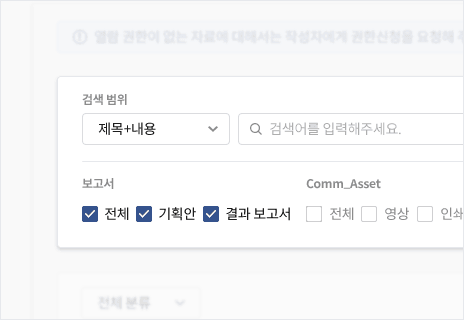 열람 권한이 없는 자료에 대해서는 작성자에게 권한신청을 요청해
검색 범위
제목+내용
검색어를 입력해주세요.
보고서
Comm_Asset
전체 기획안 결과 보고서 전체 영상 인쇄
전체 분류